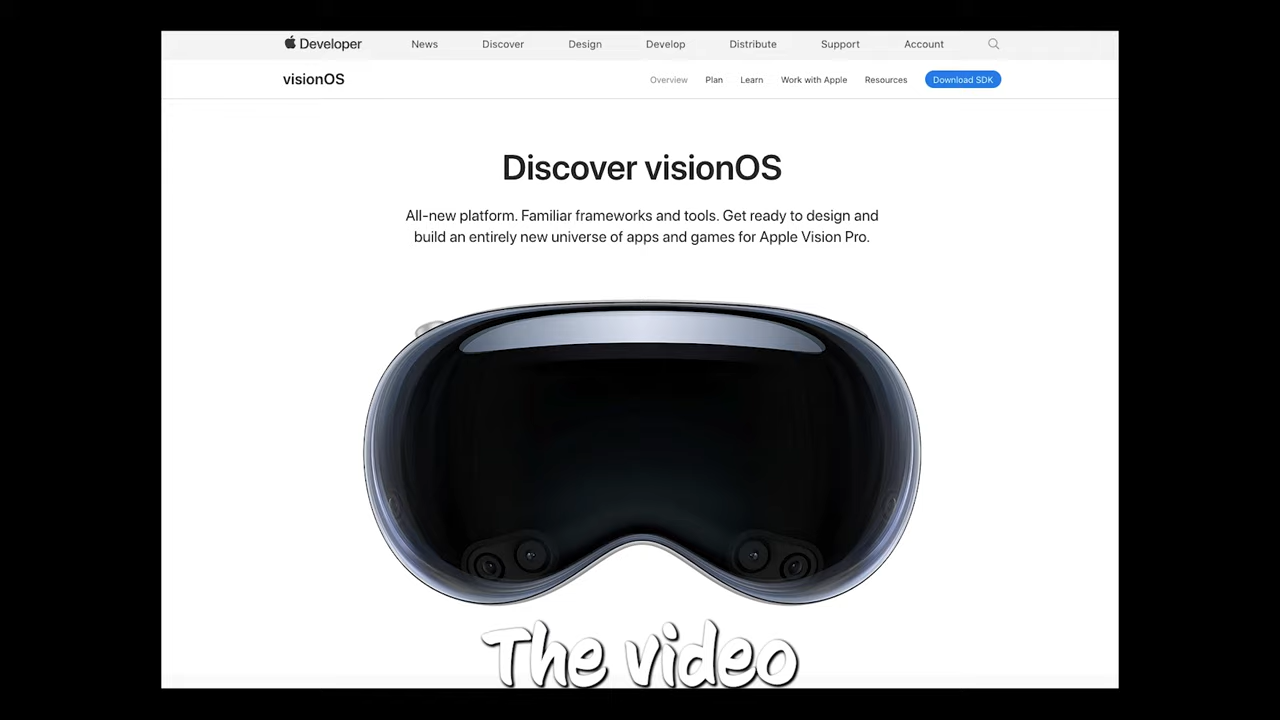 Developer News Discover Design Develop Distribute Support Account
visionOS Overview Plan Learn Work with Apple Resources Download SDK
Discover visionOS
All-new platform. Familiar frameworks and tools. Get ready to design and
build an entirely new universe of apps and games for Apple Vision Pro.
The video